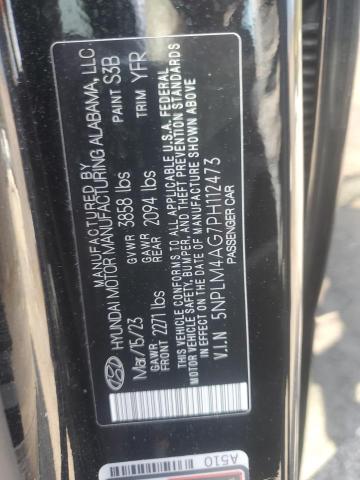 MANUFACTURED BY
HYUNDAI MOTOR MANUFACTURING ALABAMA, LLC
Mar/15/23 GVWR 3858 lbs PAINT S3B
GAWR FRONT 2271 lbs GAWR REAR 2094 lbs TRIM YFR
THIS VEHICLE CONFORMS TO ALL APPLICABLE U.S.A. FEDERAL
MOTOR VEHICLE SAFETY, BUMPER, AND THEFT PREVENTION STANDARDS
IN EFFECT ON THE DATE OF MANUFACTURE SHOWN ABOVE
V.I.N 5NPLM4AG7PH112473
PASSENGER CAR
A510